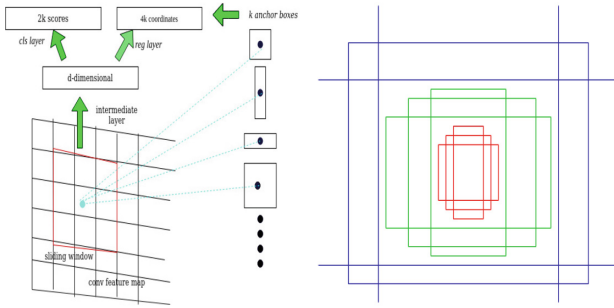 2k scores
4k coordinates
k anchor boxes
cls layer
reg layer
d-dimensional
intermediate
layer
sliding window
conv feature map